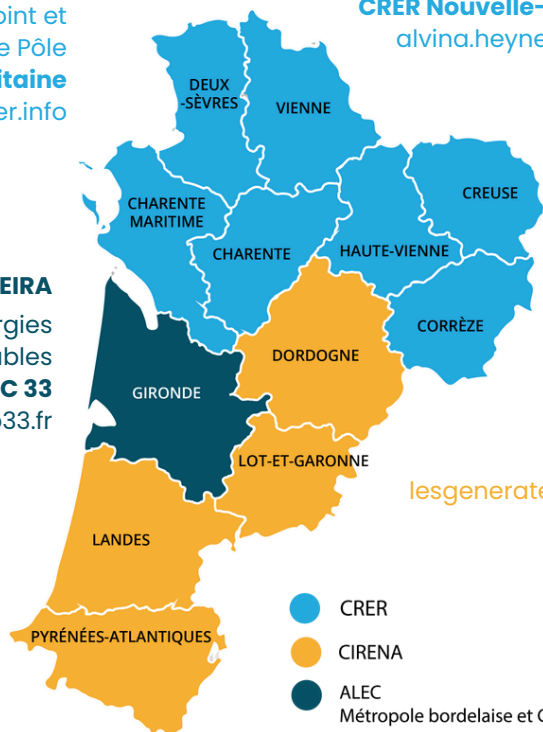 oint et
e Pôle
itaine
er.info
CRER Nouvelle-
alvina.heyne
DEUX
-SÈVRES
VIENNE
CREUSE
CHARENTE
MARITIME
CHARENTE
HAUTE-VIENNE
EIRA
rgies
ables
C 33
33.fr
CORRÈZE
DORDOGNE
GIRONDE
LOT-ET-GARONNE
lesgenerate
LANDES
PYRÉNÉES-ATLANTIQUES
CRER
CIRENA
ALEC
Métropole bordelaise et